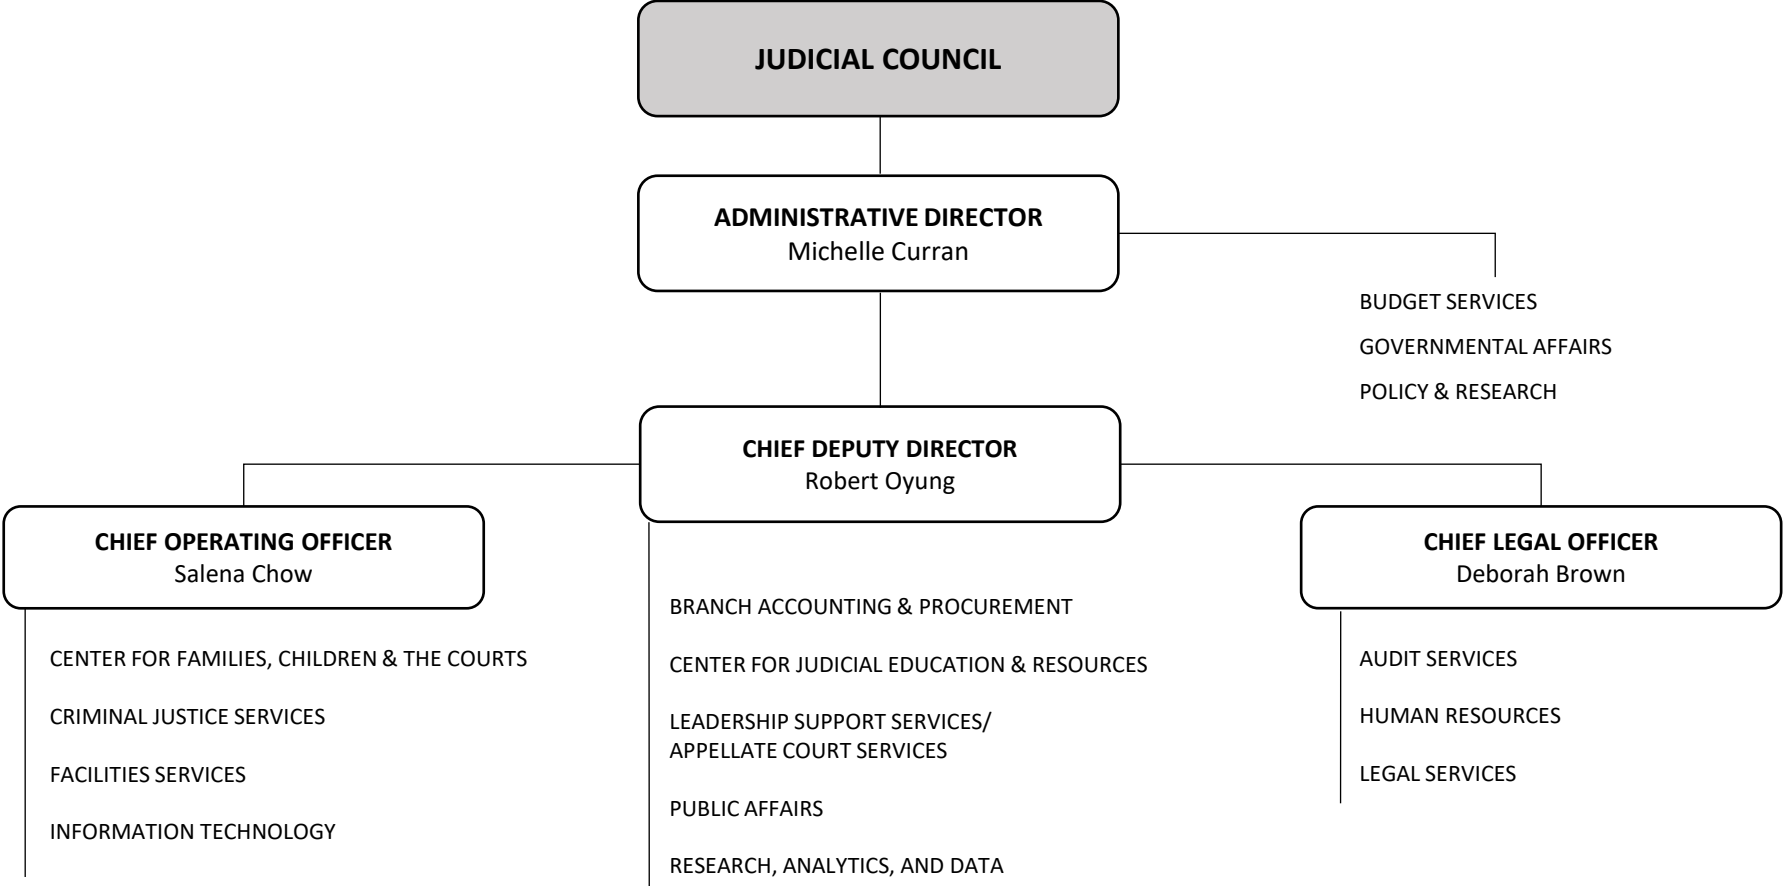 JUDICIAL COUNCIL
ADMINISTRATIVE DIRECTOR
Michelle Curran
BUDGET SERVICES
GOVERNMENTAL AFFAIRS
POLICY & RESEARCH
CHIEF DEPUTY DIRECTOR
Robert Oyung
CHIEF OPERATING OFFICER
Salena Chow
CENTER FOR FAMILIES, CHILDREN & THE COURTS
CRIMINAL JUSTICE SERVICES
FACILITIES SERVICES
INFORMATION TECHNOLOGY
BRANCH ACCOUNTING & PROCUREMENT
CENTER FOR JUDICIAL EDUCATION & RESOURCES
LEADERSHIP SUPPORT SERVICES/
APPELLATE COURT SERVICES
PUBLIC AFFAIRS
RESEARCH, ANALYTICS, AND DATA
CHIEF LEGAL OFFICER
Deborah Brown
AUDIT SERVICES
HUMAN RESOURCES
LEGAL SERVICES